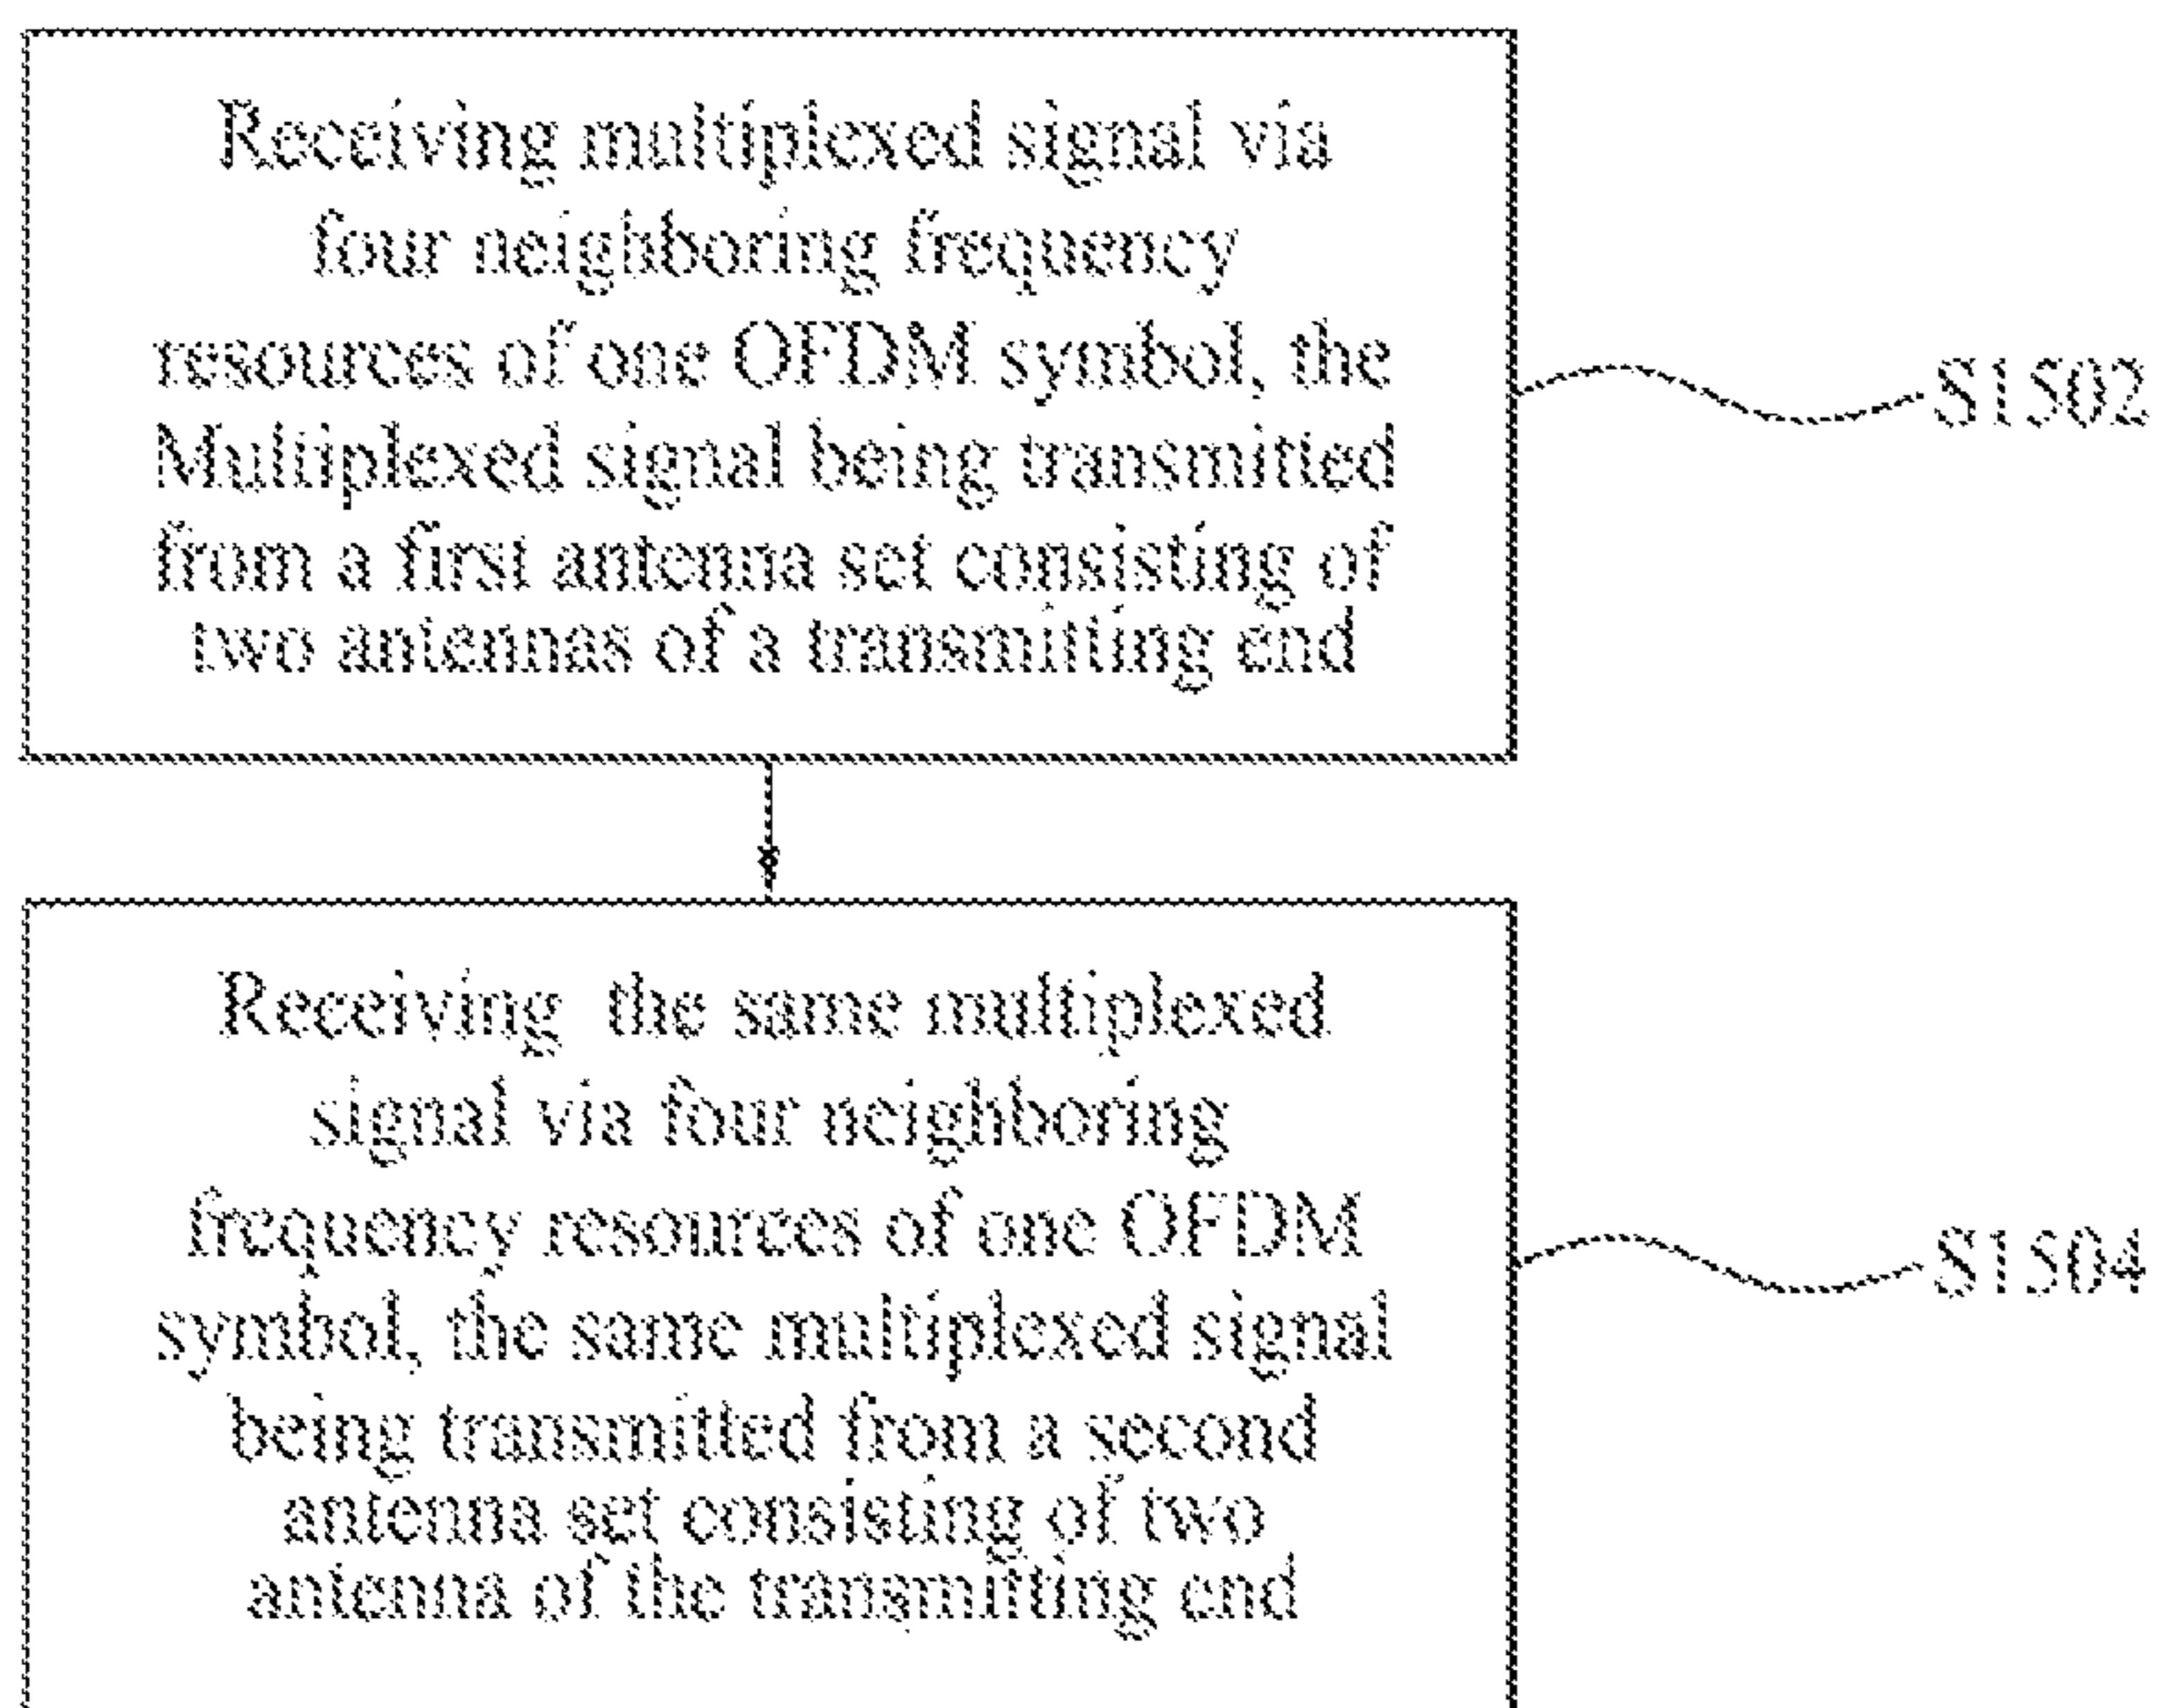 Receiving multiplexed signal via
four neighboring frequency
resources of one OFDM symbol, the
Multiplexed signal being transmitted
from a first antenna set consisting of
two antennas of a transmitting end
S1502
Receiving the same multiplexed
signal via four neighboring
frequency resources of one OFDM
symbol, the same multiplexed signal
being transmitted from a second
antenna set consisting of two
antenna of the transmitting end
S1504